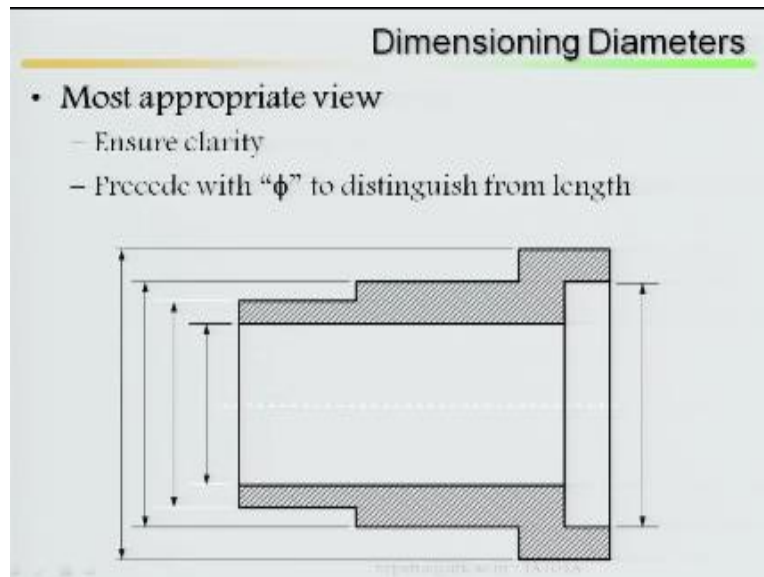 Dimensioning Diameters
• Most appropriate view
– Ensure clarity
– Precede with “ϕ” to distinguish from length